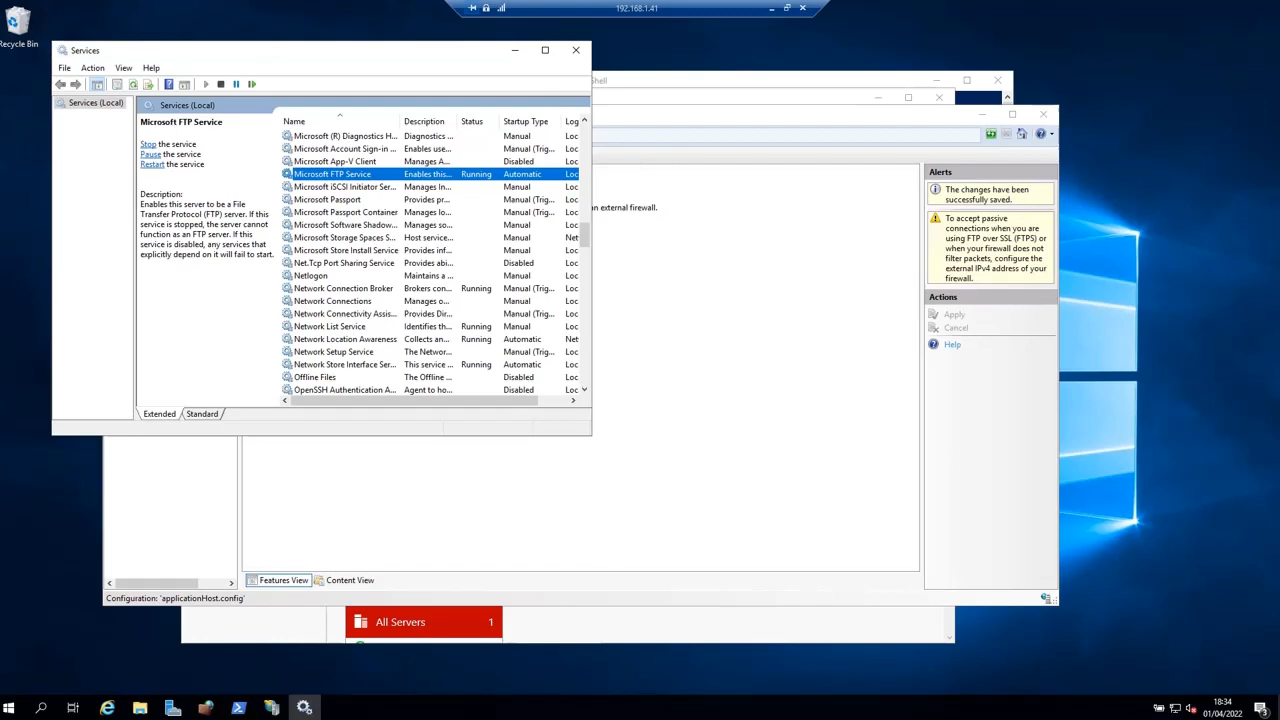 192.168.1.41
Recycle Bin
Services
File Action View Help
Services (Local)
Services (Local)
Microsoft FTP Service
Stop the service
Pause the service
Restart the service
Description:
Enables this server to be a File
Transfer Protocol (FTP) server. If this
service is stopped, the server cannot
function as an FTP server. If this
service is disabled, any services that
explicitly depend on it will fail to start.
Name Description Status Startup Type Log
Microsoft (R) Diagnostics H... Diagnostics ... Manual Loc
Microsoft Account Sign-in ... Enables use... Manual (Trig... Loc
Microsoft App-V Client Manages A... Disabled Loc
Microsoft FTP Service Enables this... Running Automatic Loc
Microsoft iSCSI Initiator Ser... Manages In... Manual Loc
Microsoft Passport Provides pr... Manual (Trig... Loc
Microsoft Passport Container Manages lo... Manual (Trig... Loc
Microsoft Software Shadow... Manages so... Manual Loc
Microsoft Storage Spaces S... Host service... Manual Net
Microsoft Store Install Service Provides inf... Manual Loc
Net.Tcp Port Sharing Service Provides abi... Disabled Loc
Netlogon Maintains a ... Manual Loc
Network Connection Broker Brokers con... Running Manual (Trig... Loc
Network Connections Manages o... Manual Loc
Network Connectivity Assis... Provides Dir... Manual (Trig... Loc
Network List Service Identifies th... Running Manual Loc
Network Location Awareness Collects an... Running Automatic Net
Network Setup Service The Networ... Manual (Trig... Loc
Network Store Interface Ser... This service ... Running Automatic Loc
Offline Files The Offline ... Disabled Loc
OpenSSH Authentication A... Agent to ho... Disabled Loc
Extended Standard
shell
an external firewall.
Alerts
The changes have been
successfully saved.
To accept passive
connections when you are
using FTP over SSL (FTPS) or
when your firewall does not
filter packets, configure the
external IPv4 address of your
firewall.
Actions
Apply
Cancel
Help
Features View Content View
Configuration: 'applicationHost.config'
All Servers 1
18:34
01/04/2022
3